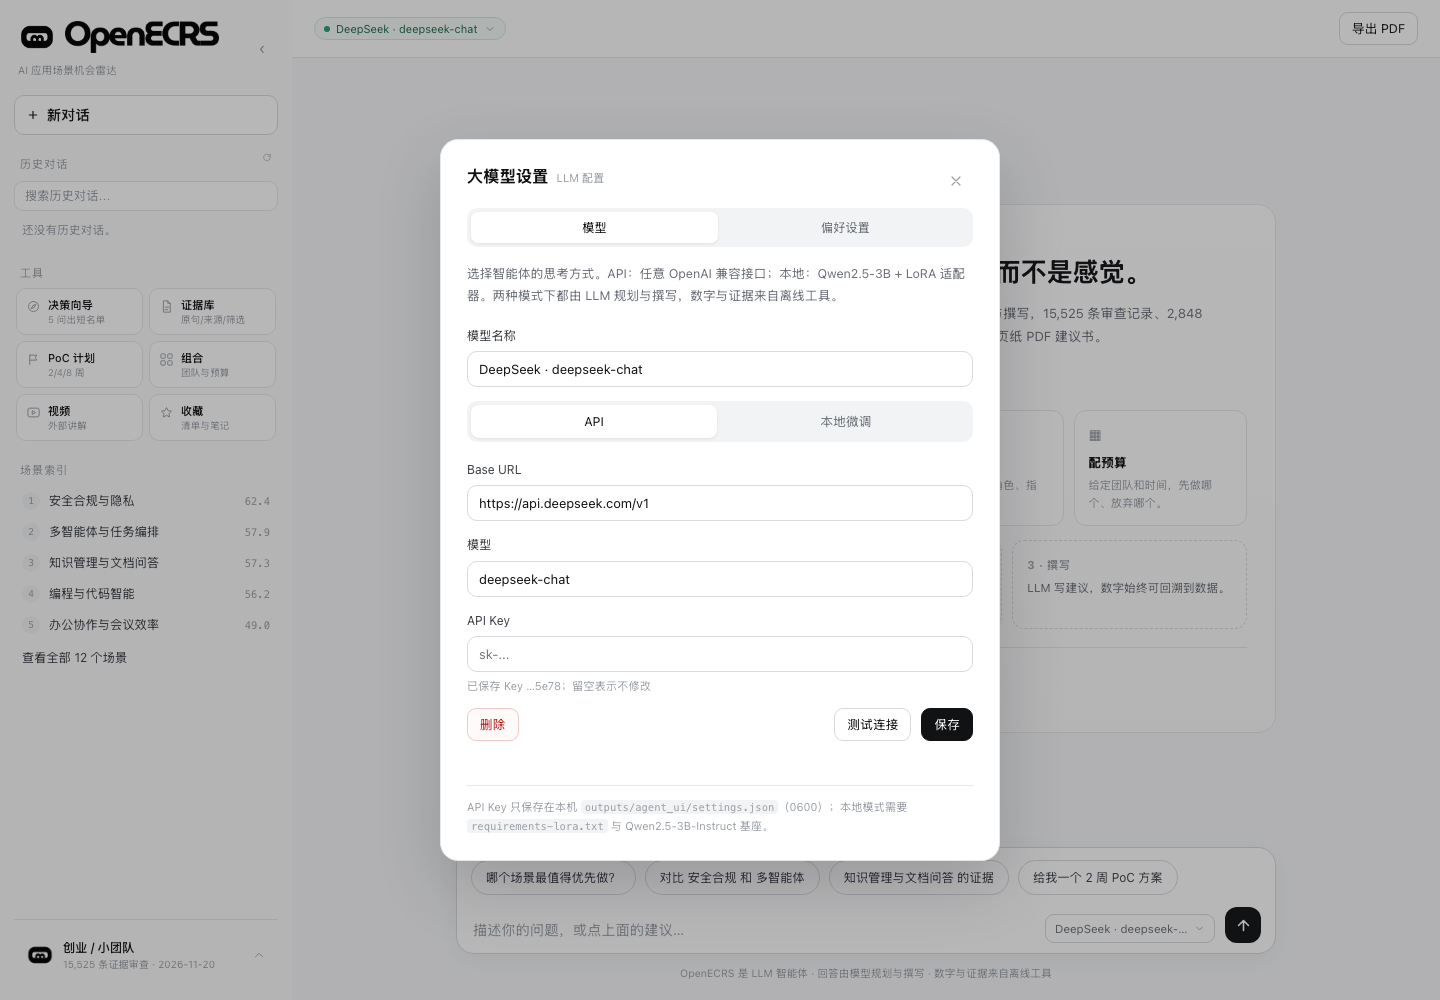 OpenECRS
AI 应用场景机会雷达
+ 新对话
历史对话
搜索历史对话...
还没有历史对话。
工具
决策向导
5 问出短名单
证据库
原句/来源/筛选
PoC 计划
2/4/8 周
组合
团队与预算
视频
外部讲解
收藏
清单与笔记
场景索引
1 安全合规与隐私 62.4
2 多智能体与任务编排 57.9
3 知识管理与文档问答 57.3
4 编程与代码智能 56.2
5 办公协作与会议效率 49.0
查看全部 12 个场景
创业 / 小团队
15,525 条证据审查 · 2026-11-20
DeepSeek · deepseek-chat
导出 PDF
而不是感觉。
撰写，15,525 条审查记录、2,848
页纸 PDF 建议书。
色、指
配预算
给定团队和时间，先做哪
个、放弃哪个。
3 · 撰写
LLM 写建议，数字始终可回溯到数据。
大模型设置 LLM 配置
模型
偏好设置
选择智能体的思考方式。API：任意 OpenAI 兼容接口；本地：Qwen2.5-3B + LoRA 适配
器。两种模式下都由 LLM 规划与撰写，数字与证据来自离线工具。
模型名称
DeepSeek · deepseek-chat
API
本地微调
Base URL
https://api.deepseek.com/v1
模型
deepseek-chat
API Key
sk-...
已保存 Key …5e78；留空表示不修改
删除
测试连接
保存
API Key 只保存在本机 outputs/agent_ui/settings.json（0600）；本地模式需要
requirements-lora.txt 与 Qwen2.5-3B-Instruct 基座。
哪个场景最值得优先做？
对比 安全合规 和 多智能体
知识管理与文档问答 的证据
给我一个 2 周 PoC 方案
描述你的问题，或点上面的建议...
DeepSeek · deepseek-...
OpenECRS 是 LLM 智能体 · 回答由模型规划与撰写 · 数字与证据来自离线工具